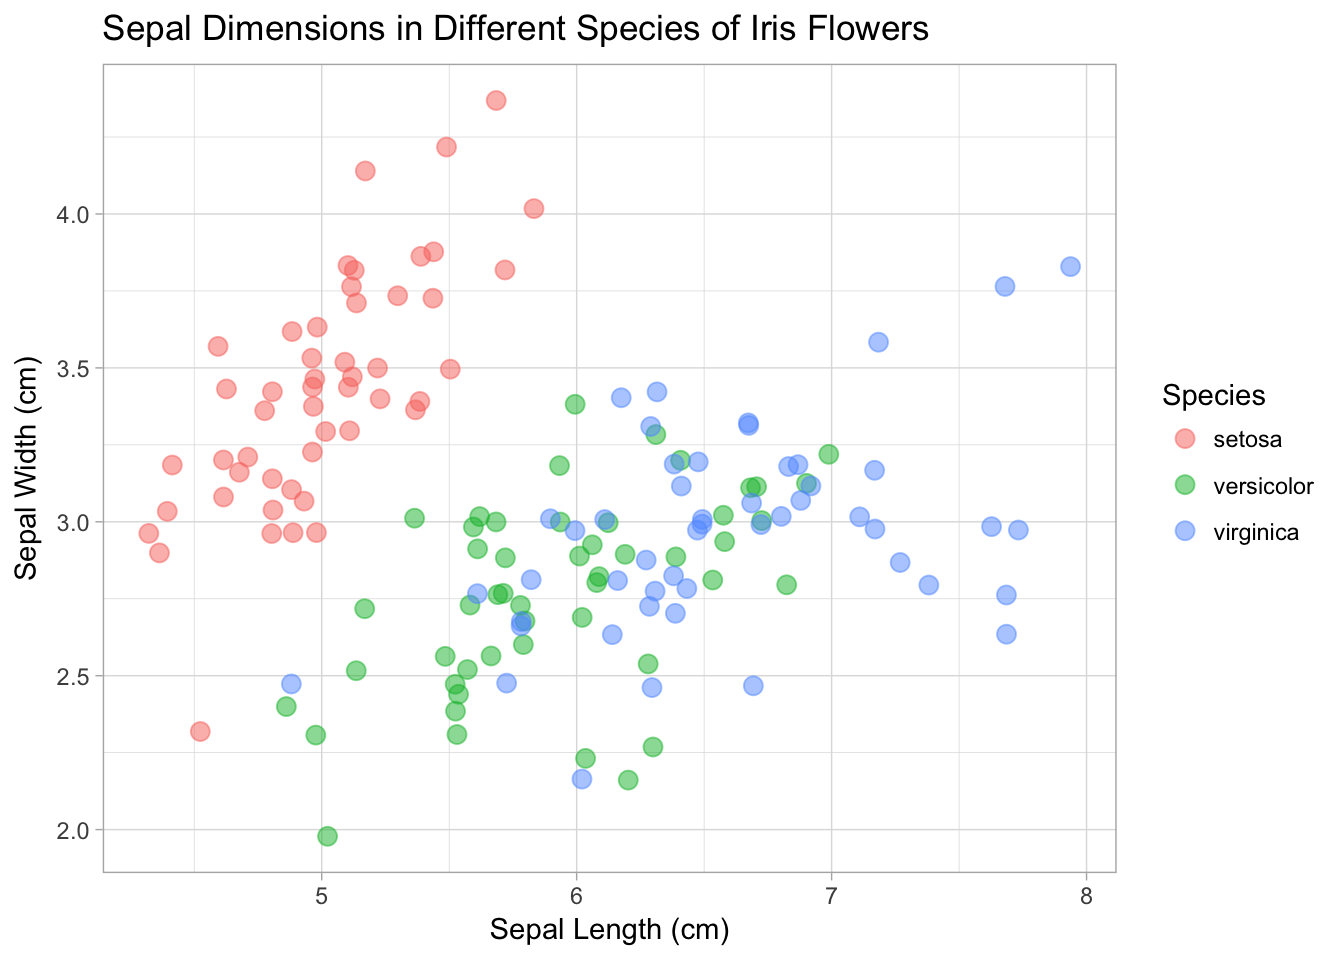 Sepal Dimensions in Different Species of Iris Flowers
4.0
3.5
3.0
2.5
2.0
Sepal Width (cm)
5 6 7 8
Sepal Length (cm)
Species
setosa
versicolor
virginica